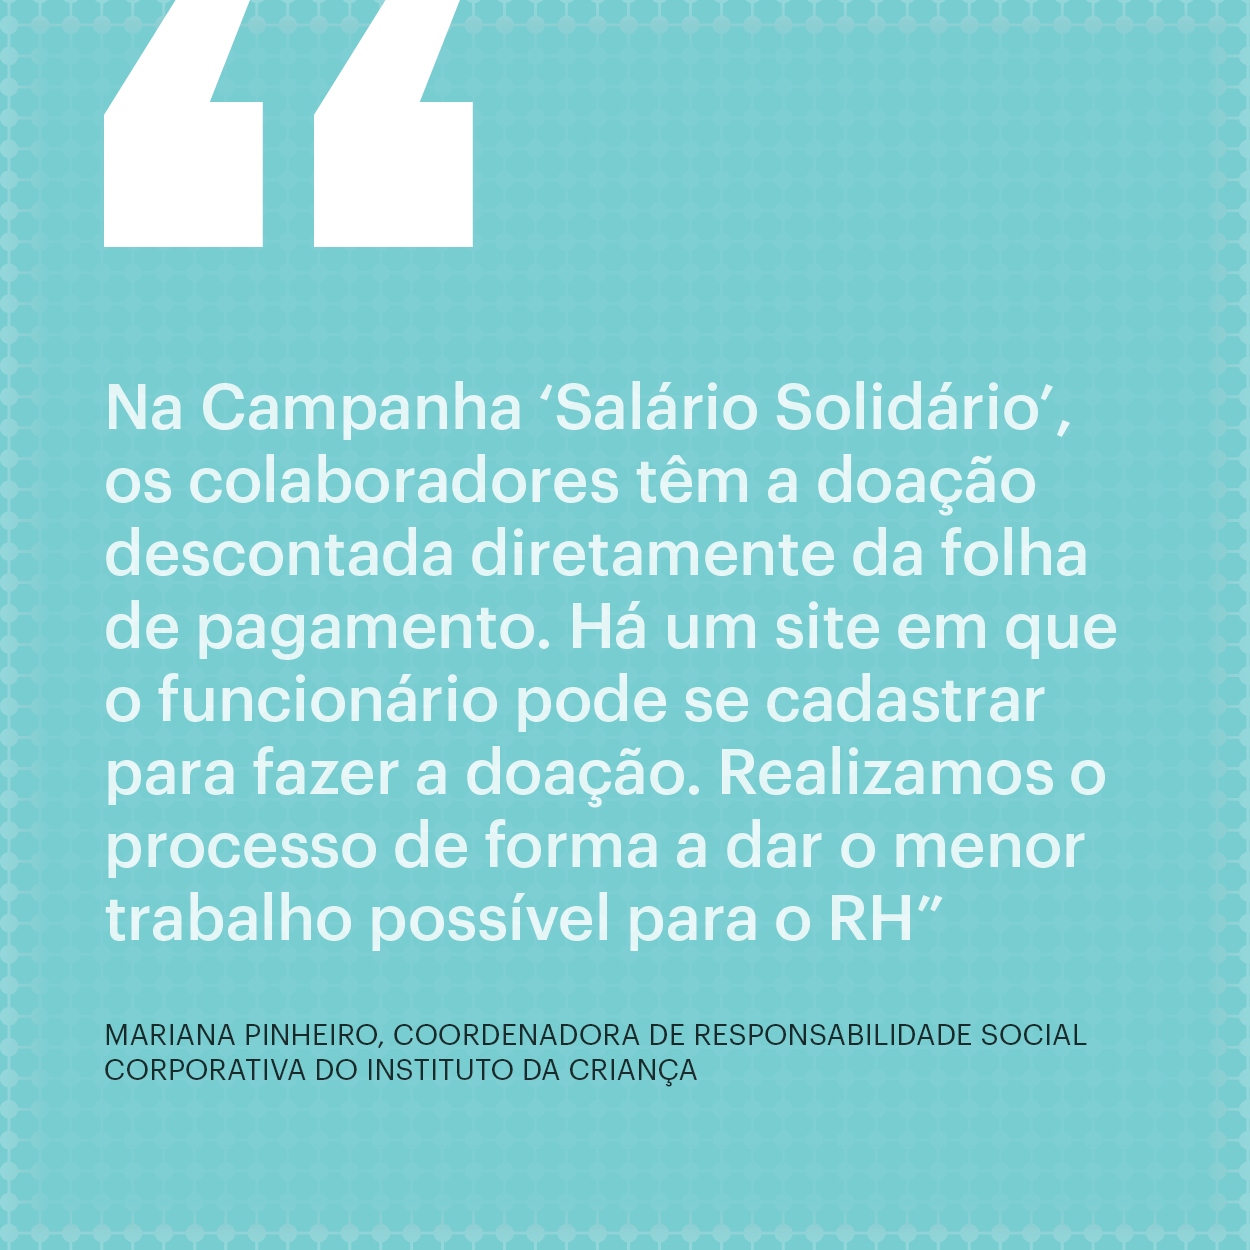 “
Na Campanha ‘Salário Solidário’,
os colaboradores têm a doação
descontada diretamente da folha
de pagamento. Há um site em que
o funcionário pode se cadastrar
para fazer a doação. Realizamos o
processo de forma a dar o menor
trabalho possível para o RH”
MARIANA PINHEIRO, COORDENADORA DE RESPONSABILIDADE SOCIAL
CORPORATIVA DO INSTITUTO DA CRIANÇA